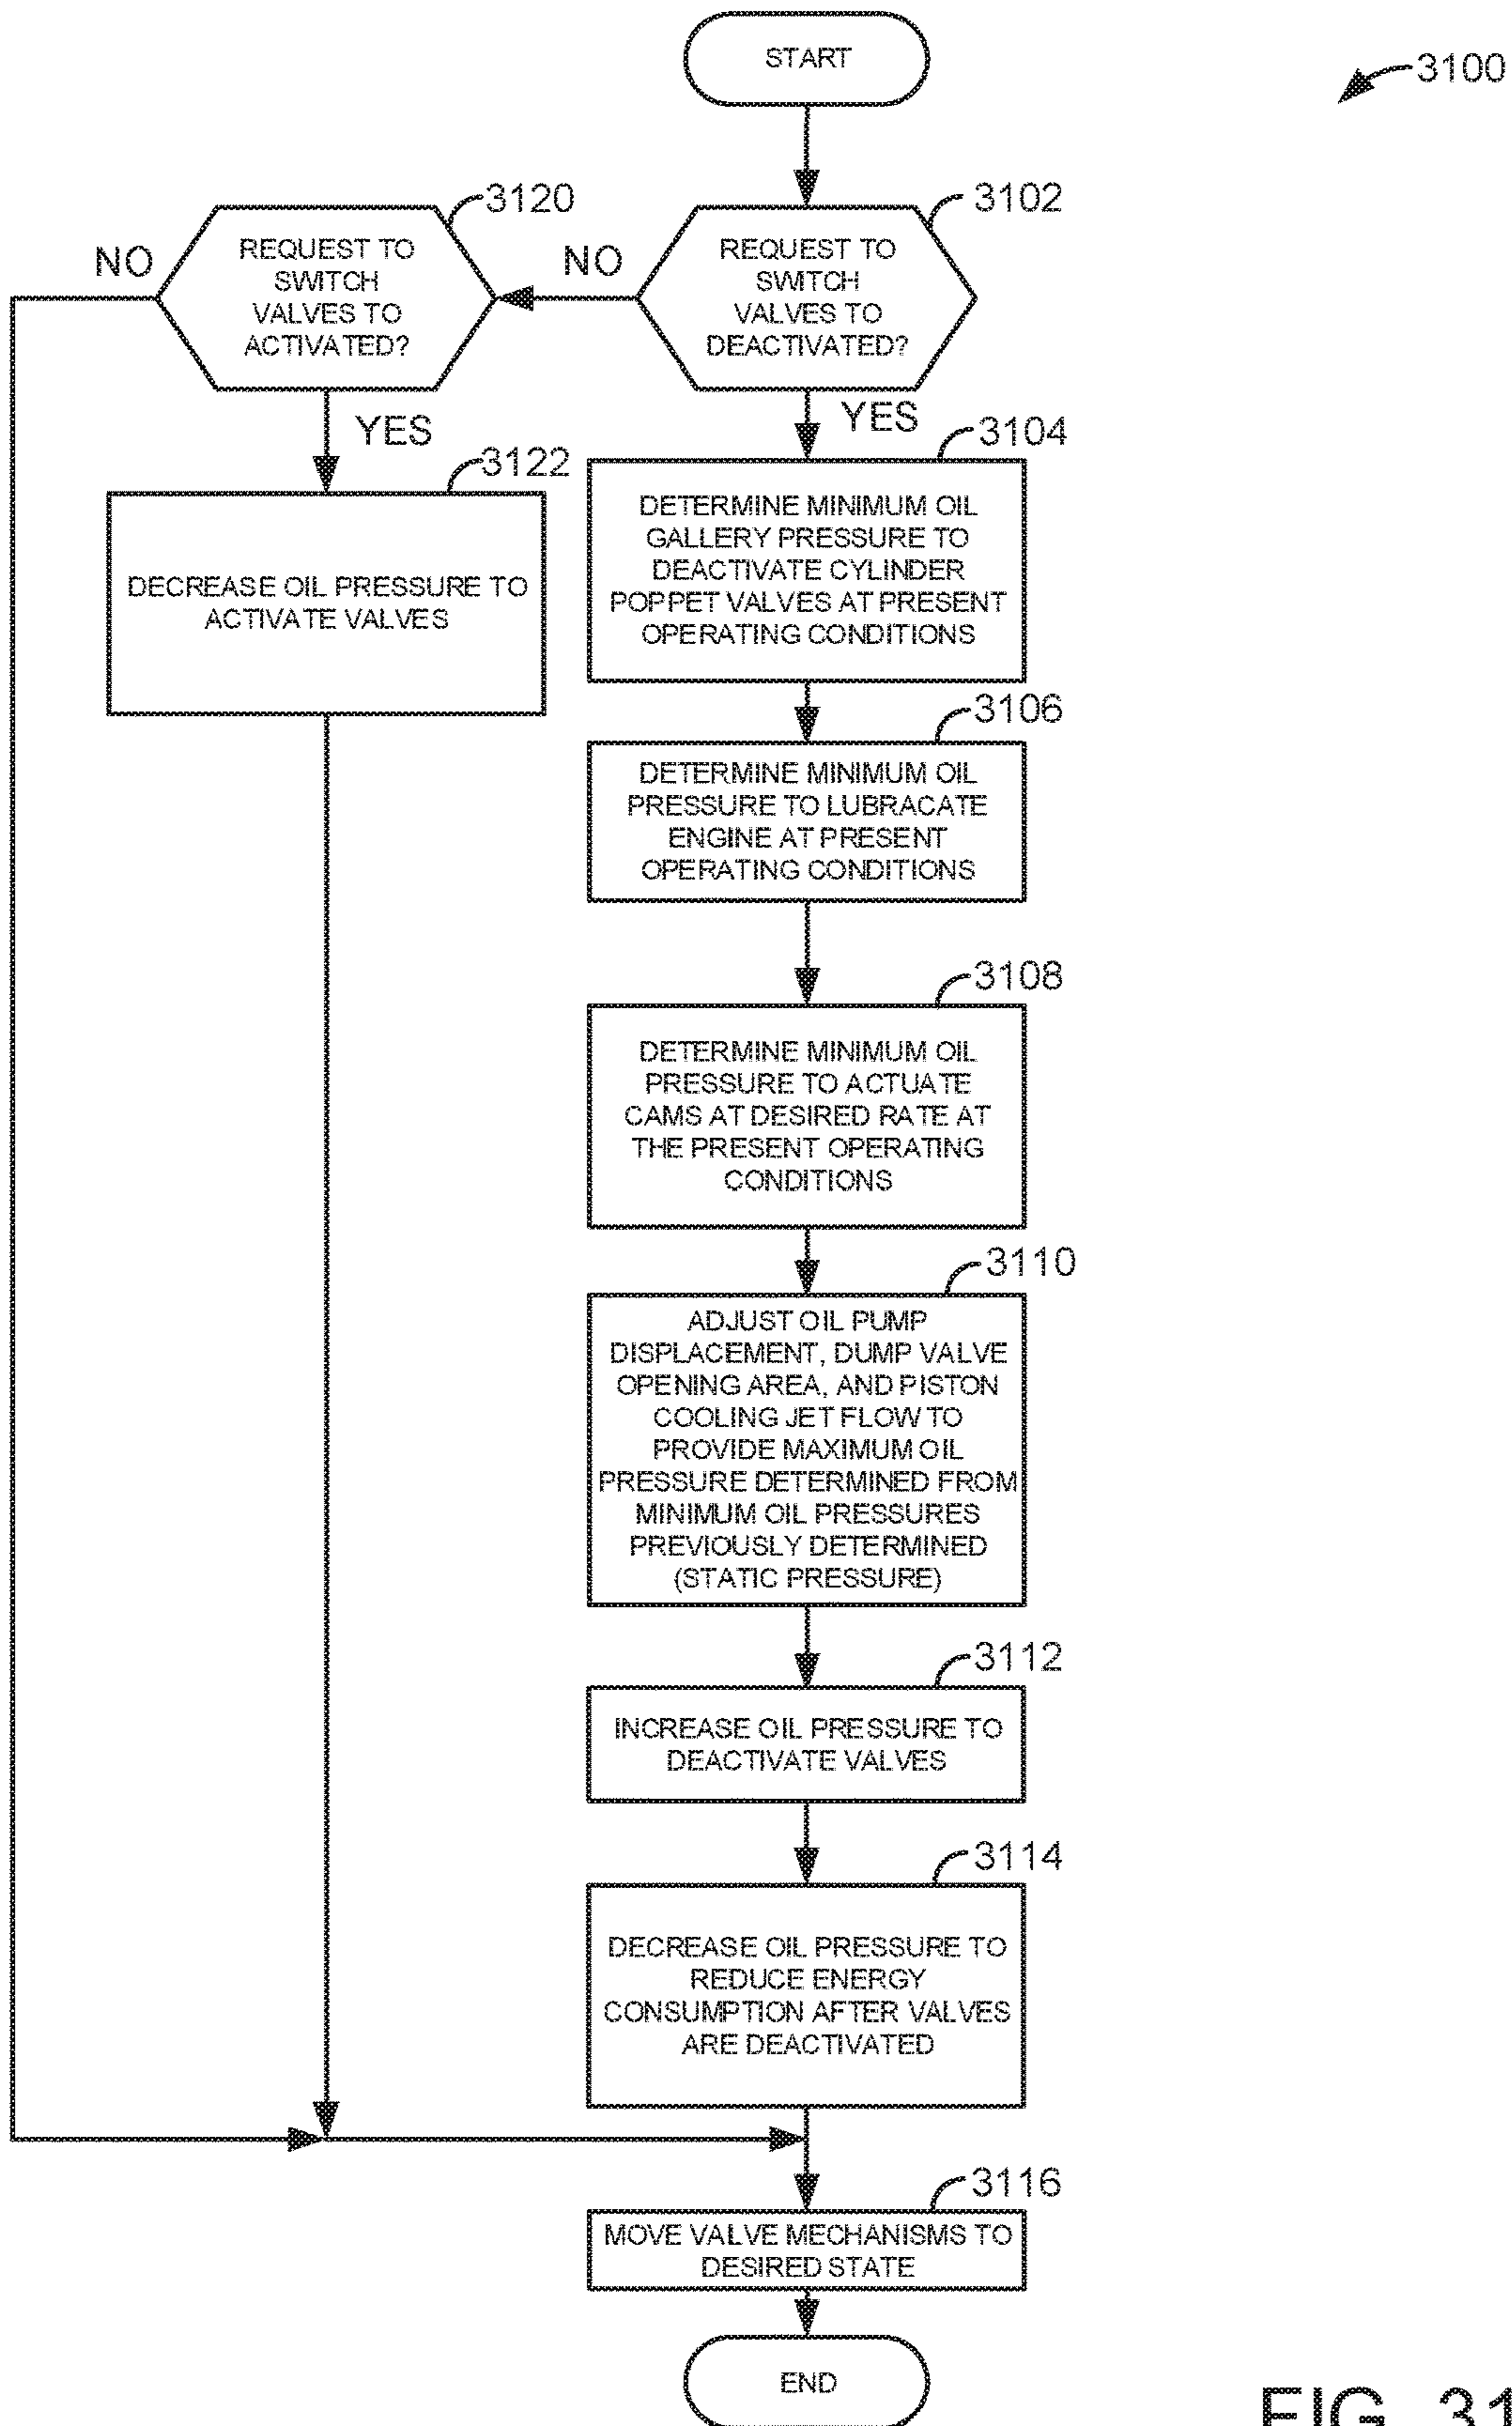 START
3100
3120
3102
NO
REQUEST TO
SWITCH
VALVES TO
ACTIVATED?
NO
REQUEST TO
SWITCH
VALVES TO
DEACTIVATED?
YES
YES
3122
3104
DECREASE OIL PRESSURE TO
ACTIVATE VALVES
DETERMINE MINIMUM OIL
GALLERY PRESSURE TO
DEACTIVATE CYLINDER
POPPET VALVES AT PRESENT
OPERATING CONDITIONS
3106
DETERMINE MINIMUM OIL
PRESSURE TO LUBRACATE
ENGINE AT PRESENT
OPERATING CONDITIONS
3108
DETERMINE MINIMUM OIL
PRESSURE TO ACTUATE
CAMS AT DESIRED RATE AT
THE PRESENT OPERATING
CONDITIONS
3110
ADJUST OIL PUMP
DISPLACEMENT, DUMP VALVE
OPENING AREA, AND PISTON
COOLING JET FLOW TO
PROVIDE MAXIMUM OIL
PRESSURE DETERMINED FROM
MINIMUM OIL PRESSURES
PREVIOUSLY DETERMINED
(STATIC PRESSURE)
3112
INCREASE OIL PRESSURE TO
DEACTIVATE VALVES
3114
DECREASE OIL PRESSURE TO
REDUCE ENERGY
CONSUMPTION AFTER VALVES
ARE DEACTIVATED
3116
MOVE VALVE MECHANISMS TO
DESIRED STATE
END
FIG. 31